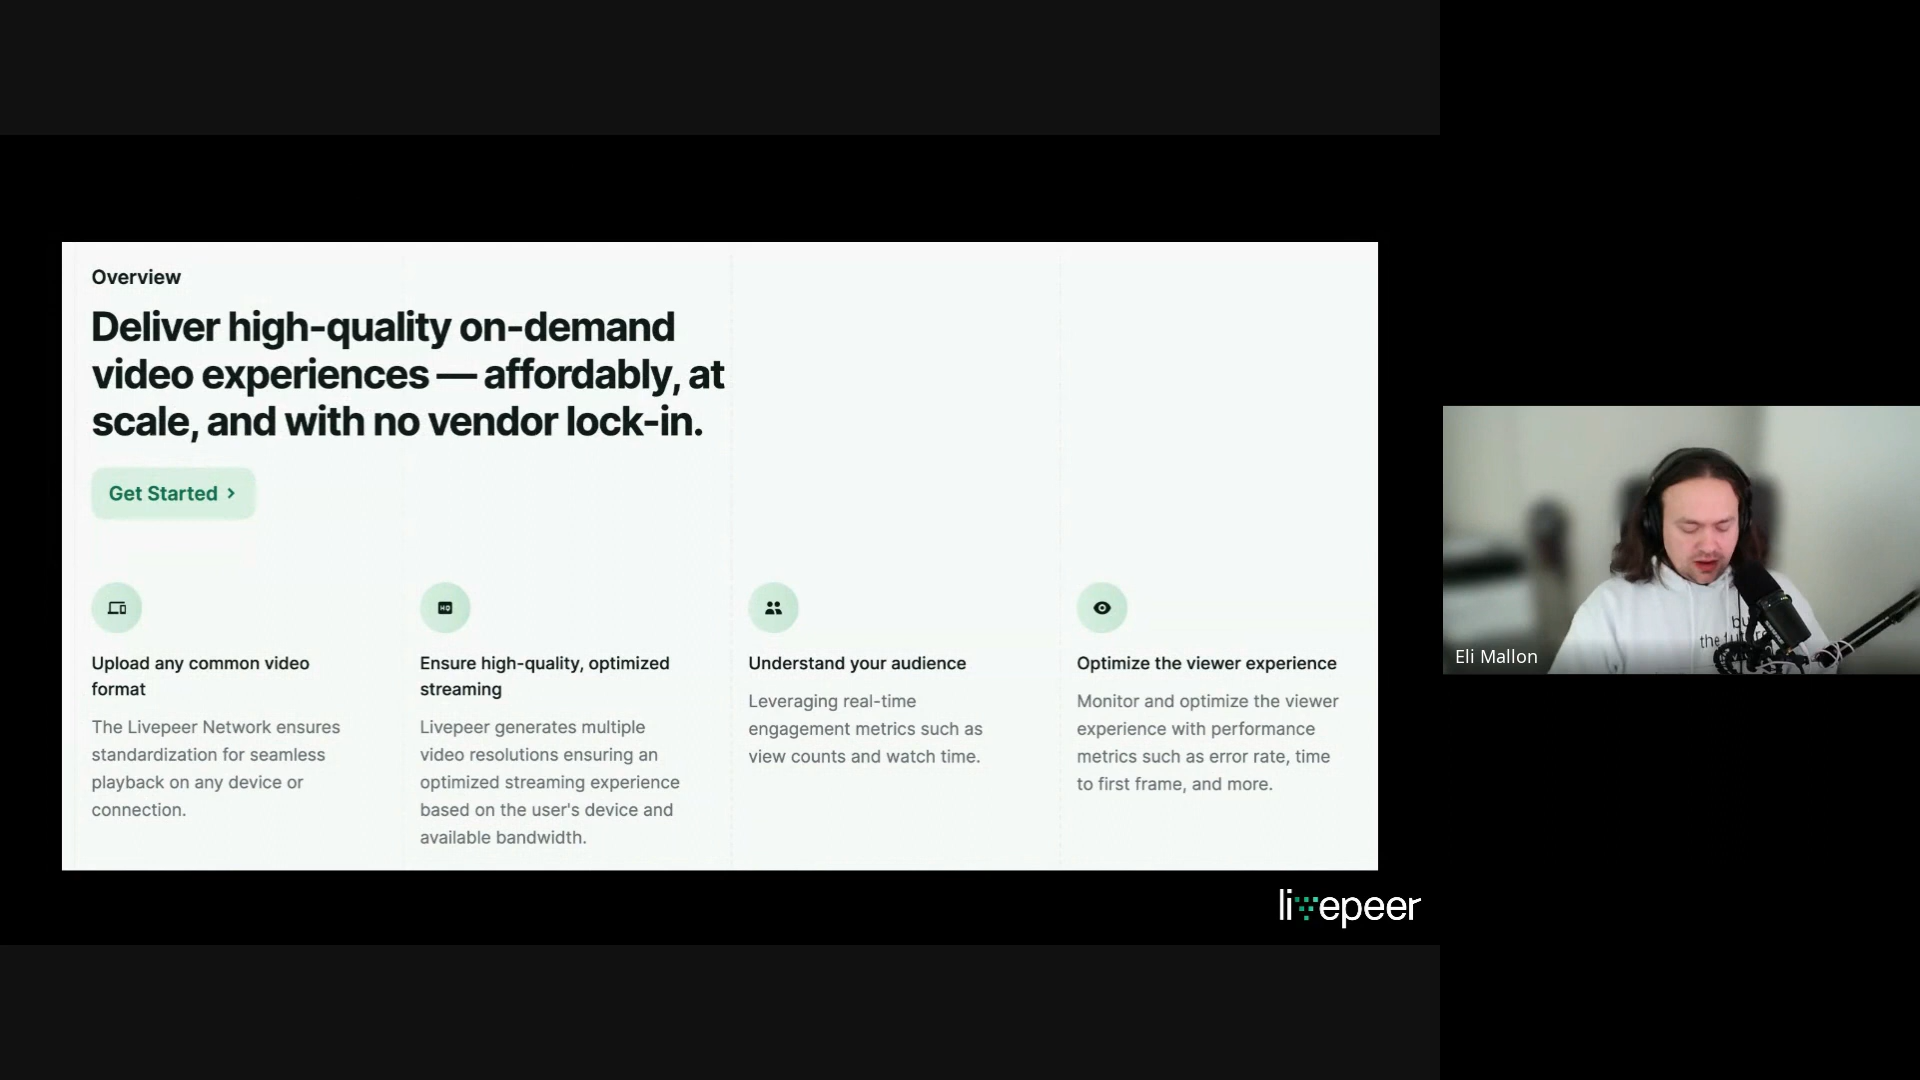 Overview
Deliver high-quality on-demand
video experiences — affordably, at
scale, and with no vendor lock-in.
Get Started
HQ
Upload any common video
format
The Livepeer Network ensures
standardization for seamless
playback on any device or
connection.
Ensure high-quality, optimized
streaming
Livepeer generates multiple
video resolutions ensuring an
optimized streaming experience
based on the user's device and
available bandwidth.
Understand your audience
Leveraging real-time
engagement metrics such as
view counts and watch time.
Optimize the viewer experience
Monitor and optimize the viewer
experience with performance
metrics such as error rate, time
to first frame, and more.
livepeer
the
Eli Mallon